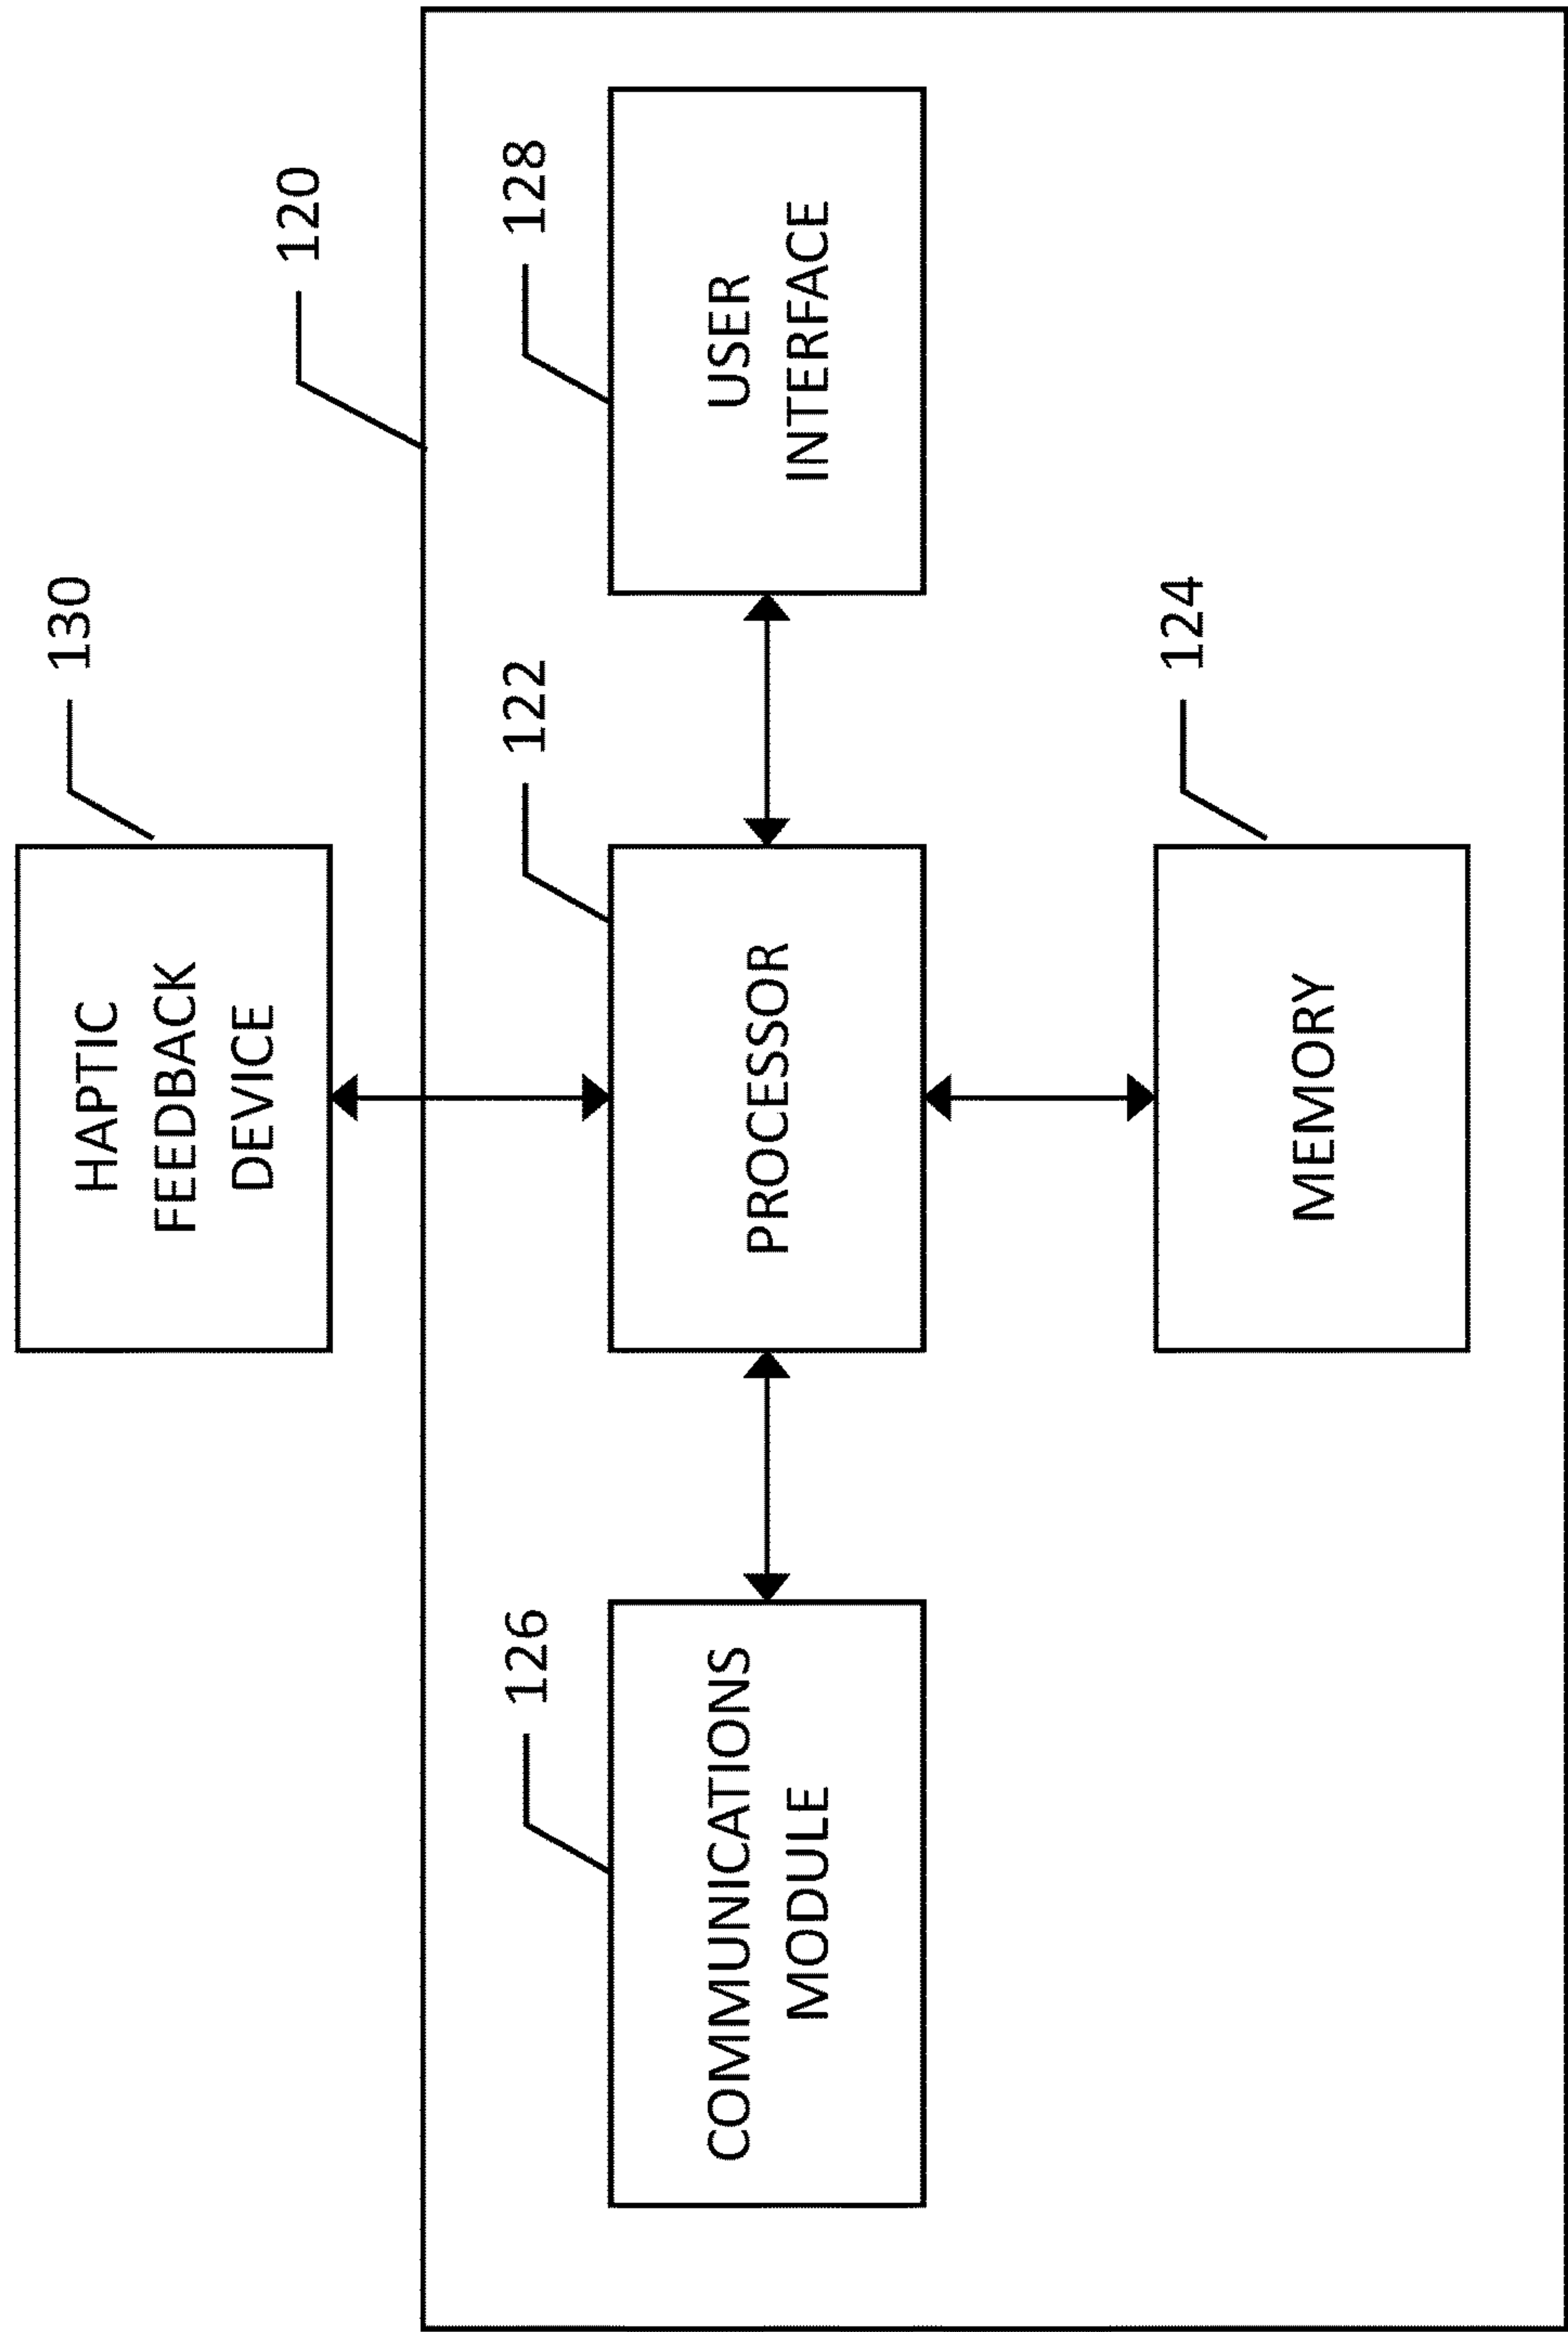 HAPTIC
FEEDBACK
DEVICE
130
120
126
COMMUNICATIONS
MODULE
122
PROCESSOR
128
USER
INTERFACE
124
MEMORY